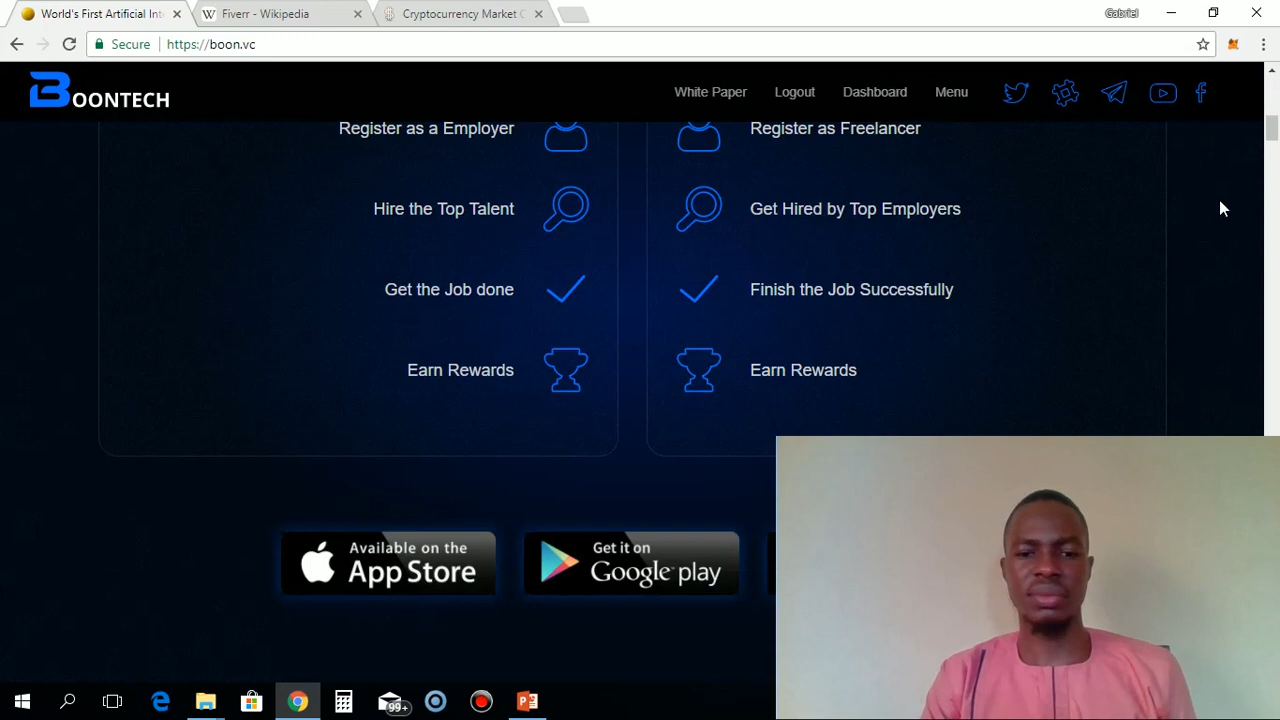 World's First Artificial Int
Fiverr - Wikipedia
Cryptocurrency Market C
Gabriel
Secure
https://boon.vc
BOONTECH
White Paper
Logout
Dashboard
Menu
Register as a Employer
Register as Freelancer
Hire the Top Talent
Get Hired by Top Employers
Get the Job done
Finish the Job Successfully
Earn Rewards
Earn Rewards
Available on the
App Store
Get it on
Google play
99+